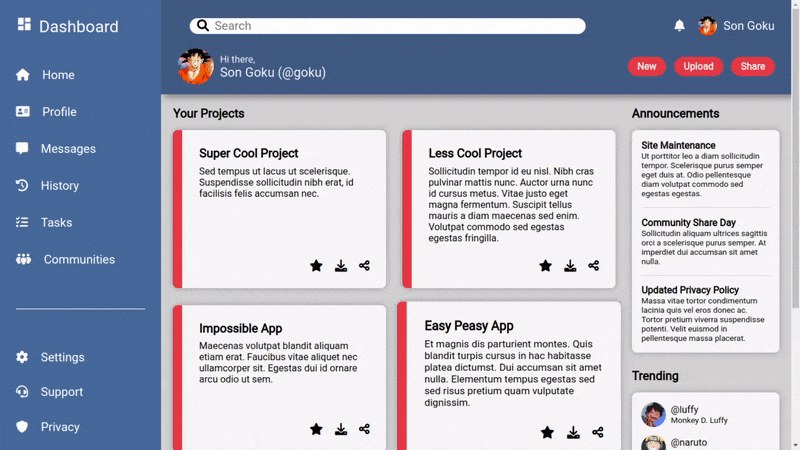 Dashboard
Home
Profile
Messages
History
Tasks
Communities
Settings
Support
Privacy
Search
Son Goku
Hi there,
Son Goku (@goku)
New
Upload
Share
Your Projects
Super Cool Project
Sed tempus ut lacus ut scelerisque.
Suspendisse sollicitudin nibh erat, id
facilisis felis accumsan nec.
Less Cool Project
Sollicitudin tempor id eu nisl. Nibh cras
pulvinar mattis nunc. Auctor urna nunc
id cursus metus. Vitae justo eget
magna fermentum. Suscipit tellus
mauris a diam maecenas sed enim.
Volutpat commodo sed egestas
egestas fringilla.
Impossible App
Maecenas volutpat blandit aliquam
etiam erat. Faucibus vitae aliquet nec
ullamcorper sit. Egestas dui id ornare
arcu odio ut sem.
Easy Peasy App
Et magnis dis parturient montes. Quis
blandit turpis cursus in hac habitasse
platea dictumst. Dui accumsan sit amet
nulla. Elementum tempus egestas sed
sed risus pretium quam vulputate
dignissim.
Announcements
Site Maintenance
Ut porttitor leo a diam sollicitudin
tempor. Scelerisque purus semper
eget duis at. Odio pellentesque
diam volutpat commodo sed
egestas egestas.
Community Share Day
Sollicitudin aliquam ultrices sagittis
orci a scelerisque purus semper. At
imperdiet dui accumsan sit amet
nulla.
Updated Privacy Policy
Massa vitae tortor condimentum
lacinia quis vel eros donec ac.
Tortor pretium viverra suspendisse
potenti. Velit euismod in
pellentesque massa placerat.
Trending
@luffy
Monkey D. Luffy
@naruto